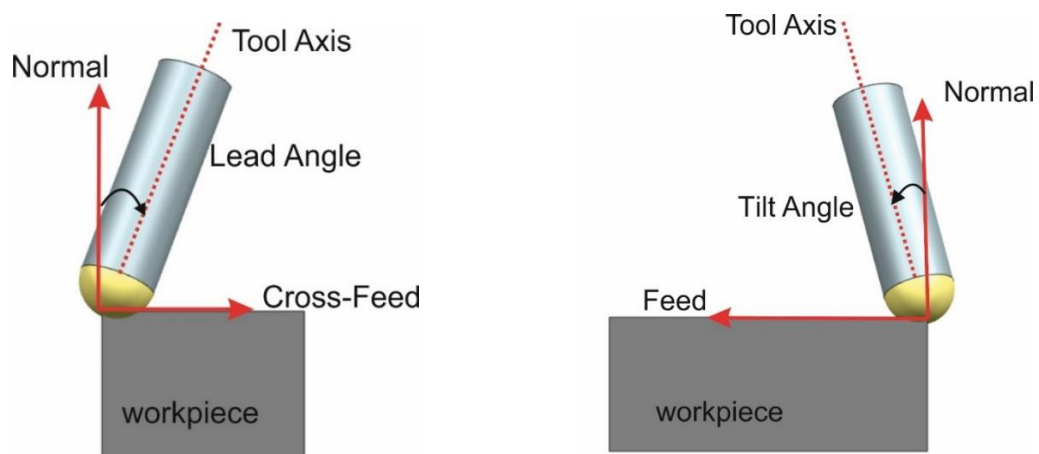 Tool Axis
Normal
Lead Angle
Cross-Feed
workpiece
Tool Axis
Normal
Tilt Angle
Feed
workpiece